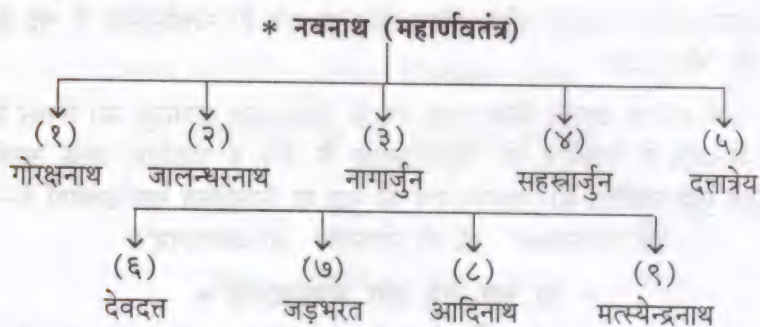 * नवनाथ (महार्णवतंत्र)
(१) (२) (३) (४) (५)
गोरक्षनाथ जालन्धरनाथ नागार्जुन सहस्रार्जुन दत्तात्रेय
(६) (७) (८) (९)
देवदत्त जड़भरत आदिनाथ मत्स्येन्द्रनाथ